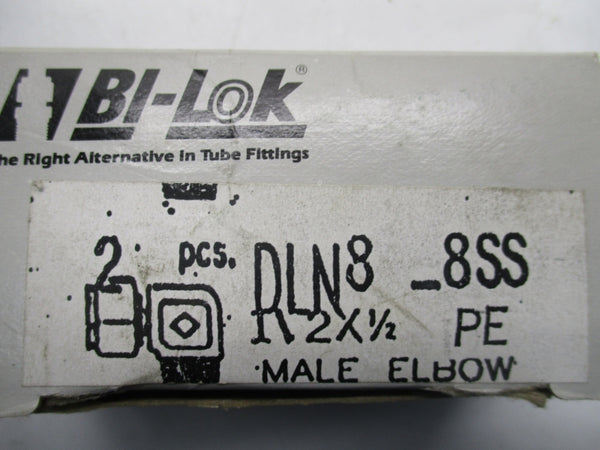 BI-LOK®
he Right Alternative in Tube Fittings
2 pcs. RLN8 _8SS
2X½ PE
MALE ELBOW